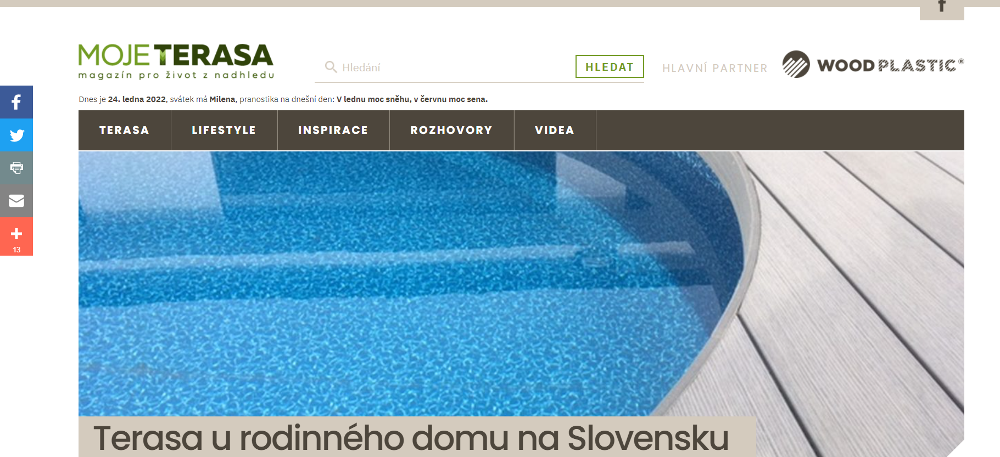 MOJETERASA
magazín pro život z nadhledu
Hledání
HLEDAT
HLAVNÍ PARTNER
WOODPLASTIC®
Dnes je 24. ledna 2022, svátek má Milena, pranostika na dnešní den: V lednu moc sněhu, v červnu moc sena.
TERASA
LIFESTYLE
INSPIRACE
ROZHOVORY
VIDEA
13
Terasa u rodinného domu na Slovensku